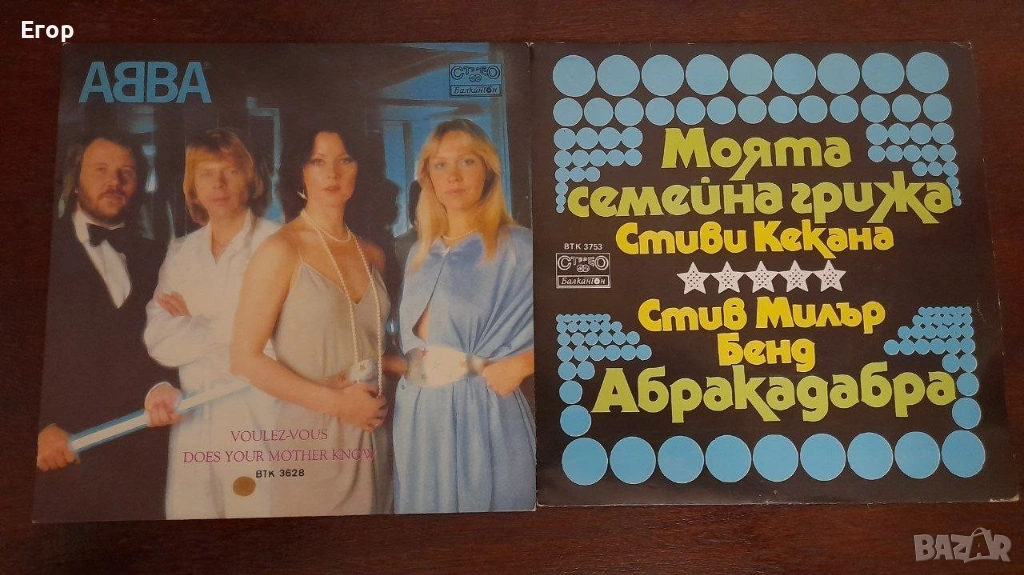 Егор
ABBA
СТЕРЕО
Балкантон
VOULEZ-VOUS
DOES YOUR MOTHER KNOW
ВТК 3628
Моята
семейна грижа
Стиви Кекана
ВТК 3753
СТЕРЕО
Балкантон
Стив Милър
Бенд
Абракадабра
BAZAR